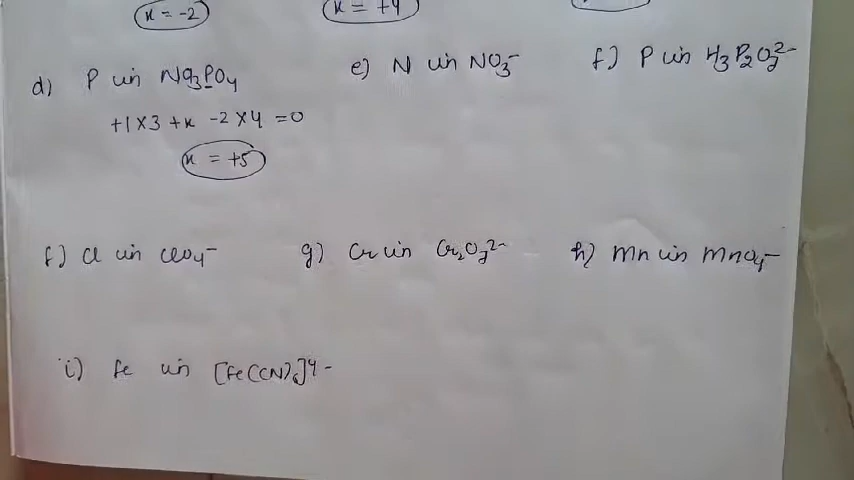 x = -2 x = +4
d) P in Na3PO4 e) N in NO3- f) P in H3P2O7 2-
+1×3 +x -2×4 =0
x = +5
f) Cl in ClO4- g) Cr in Cr2O7 2- h) Mn in MnO4-
i) Fe in [Fe(CN)6]4-